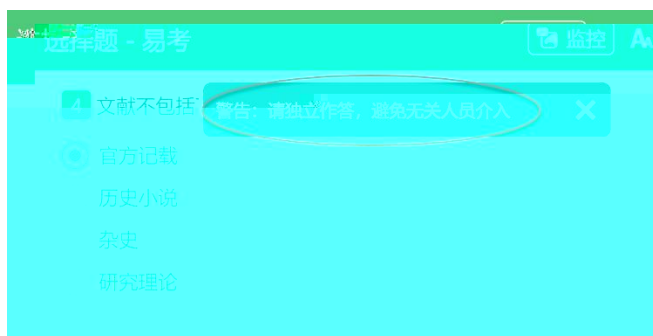 选择题 - 易考
监控
4 文献不包括
警告：请独立作答，避免无关人员介入
官方记载
历史小说
杂史
研究理论